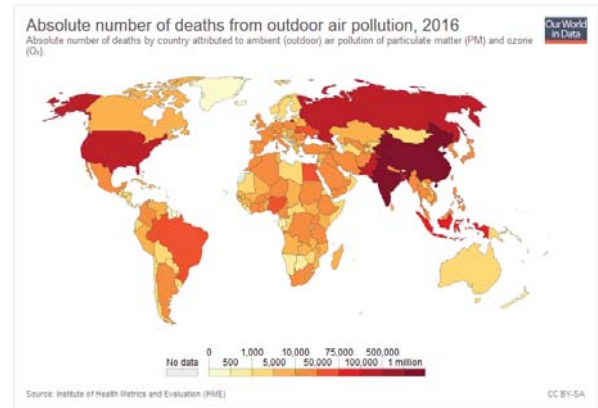 Absolute number of deaths from outdoor air pollution, 2016
Our World
in Data
Absolute number of deaths by country attributed to ambient (outdoor) air pollution of particulate matter (PM) and ozone
(O₃).
0 1,000 10,000 75,000 500,000
No data 500 5,000 50,000 100,000 1 million
Source: Institute of Health Metrics and Evaluation (IHME) CC BY-SA